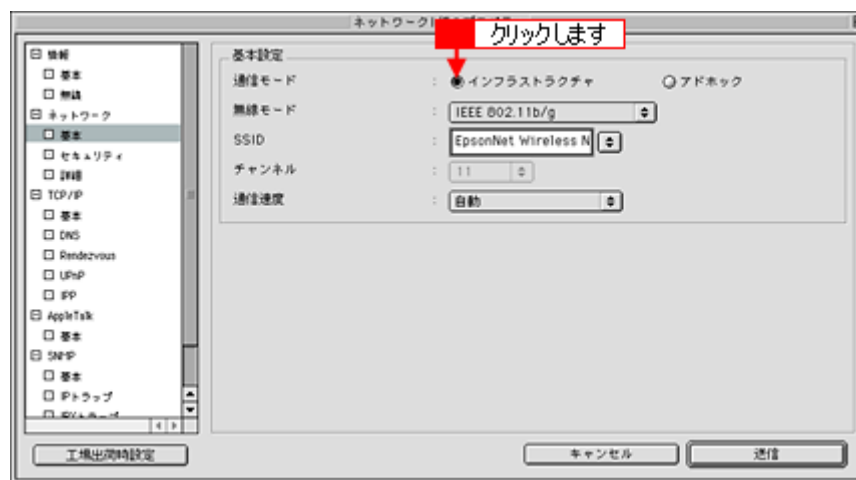 ネットワークI
クリックします
情報
基本
無線
ネットワーク
基本
セキュリティ
詳細
TCP/IP
基本
DNS
Rendezvous
UPnP
IPP
AppleTalk
基本
SNMP
基本
IPトラップ
基本設定
通信モード : インフラストラクチャ アドホック
無線モード : IEEE 802.11b/g
SSID : EpsonNet Wireless N
チャンネル : 11
通信速度 : 自動
工場出荷時設定
キャンセル
送信